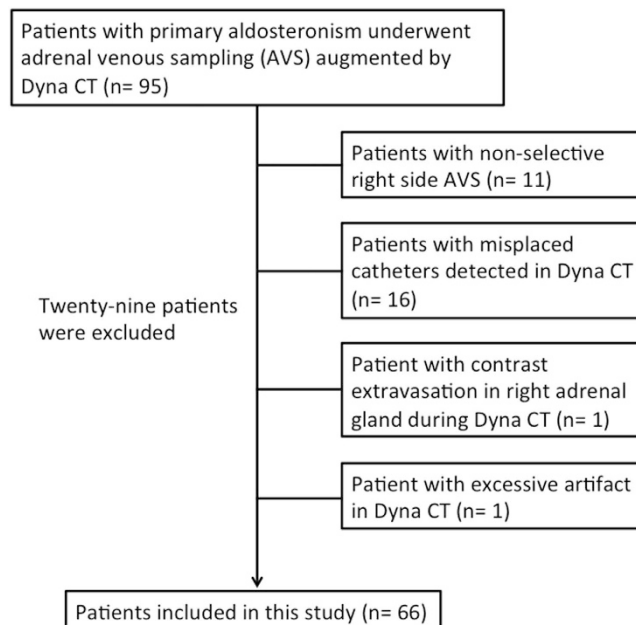 Patients with primary aldosteronism underwent
adrenal venous sampling (AVS) augmented by
Dyna CT (n= 95)
Patients with non-selective
right side AVS (n= 11)
Patients with misplaced
catheters detected in Dyna CT
(n= 16)
Twenty-nine patients
were excluded
Patient with contrast
extravasation in right adrenal
gland during Dyna CT (n= 1)
Patient with excessive artifact
in Dyna CT (n= 1)
Patients included in this study (n= 66)